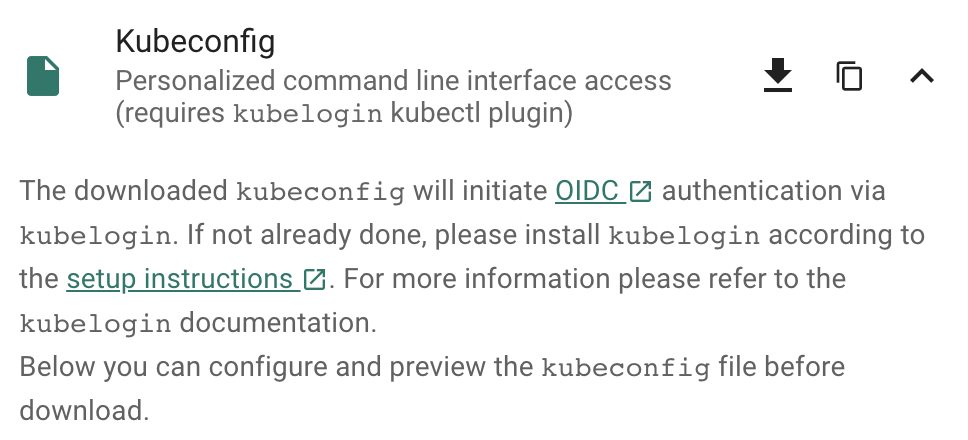 Kubeconfig
Personalized command line interface access
(requires kubelogin kubectl plugin)
The downloaded kubeconfig will initiate OIDC authentication via
kubelogin. If not already done, please install kubelogin according to
the setup instructions . For more information please refer to the
kubelogin documentation.
Below you can configure and preview the kubeconfig file before
download.